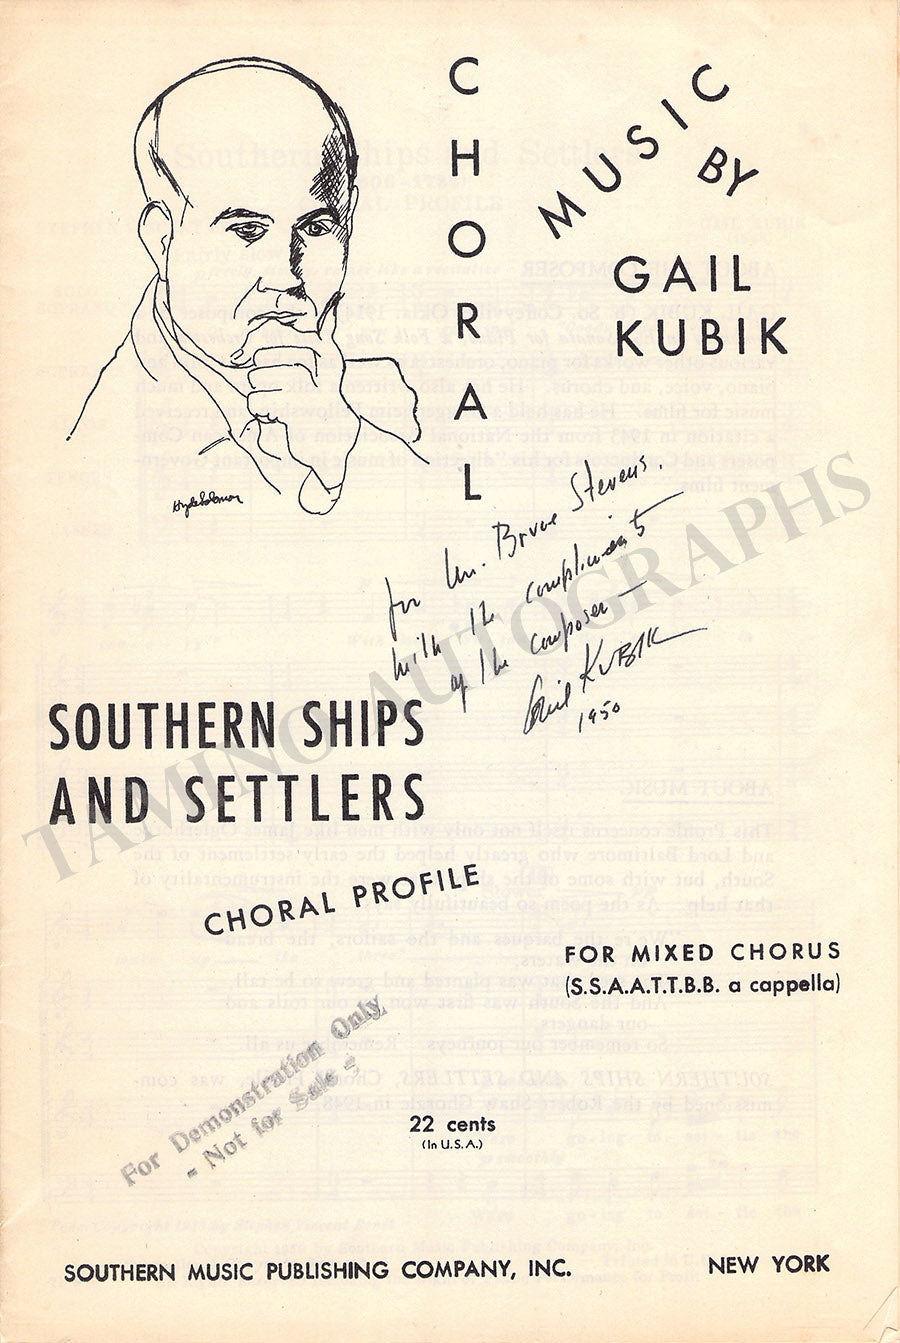 CHORAL
MUSIC
BY
GAIL
KUBIK
for Mr. Bruce Stevens.
with the compliments
of the composer —
Gail KUBIK
1950
TAMINO AUTOGRAPHS
SOUTHERN SHIPS
AND SETTLERS
CHORAL PROFILE
FOR MIXED CHORUS
(S.S.A.A.T.T.B.B. a cappella)
For Demonstration Only
- Not for Sale -
22 cents
(In U.S.A.)
SOUTHERN MUSIC PUBLISHING COMPANY, INC.
NEW YORK